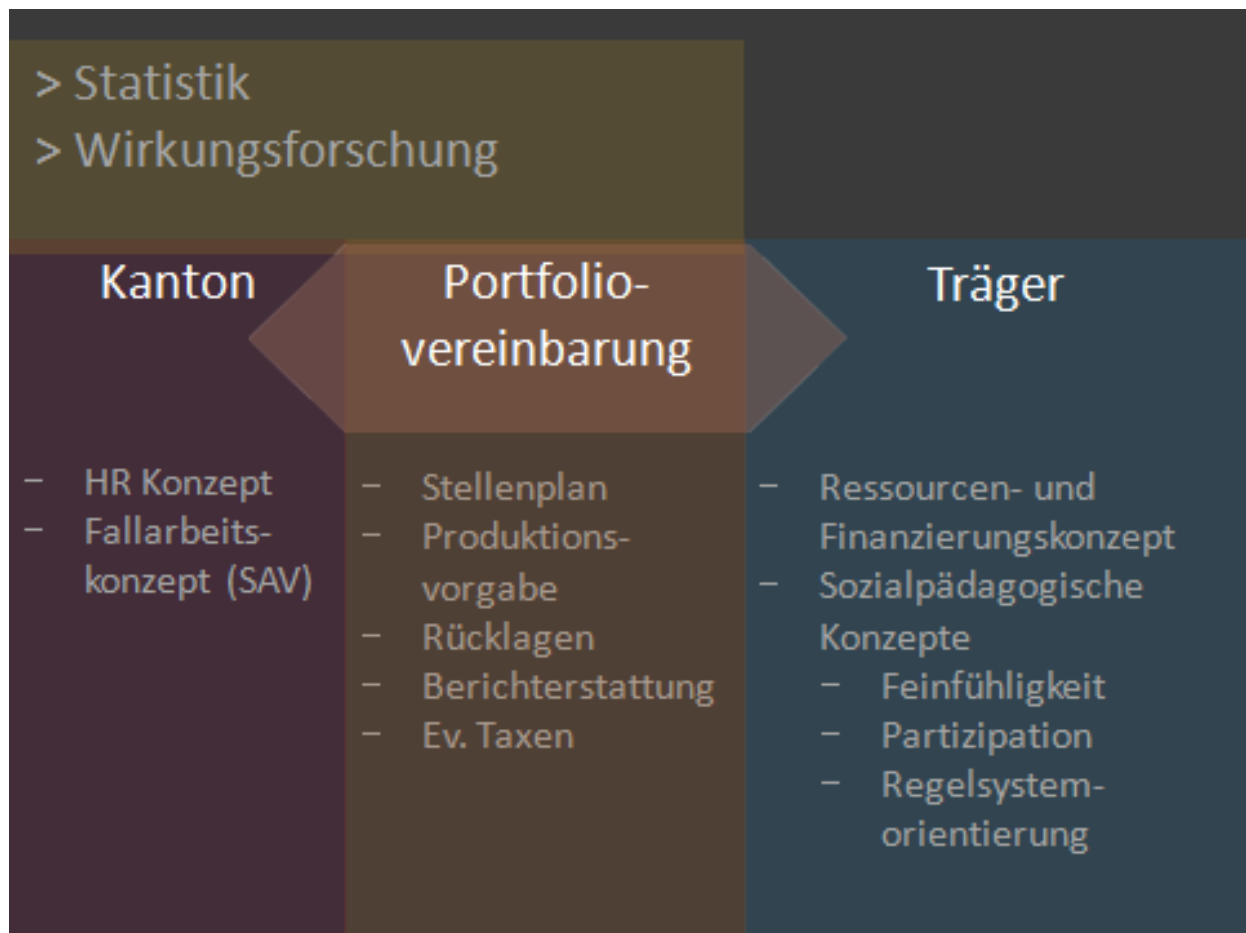 > Statistik
> Wirkungsforschung
Kanton
- HR Konzept
- Fallarbeits-
konzept (SAV)
Portfolio-
vereinbarung
- Stellenplan
- Produktions-
vorgabe
- Rücklagen
- Berichterstattung
- Ev. Taxen
Träger
- Ressourcen- und
Finanzierungskonzept
- Sozialpädagogische
Konzepte
- Feinfühligkeit
- Partizipation
- Regelsystem-
orientierung